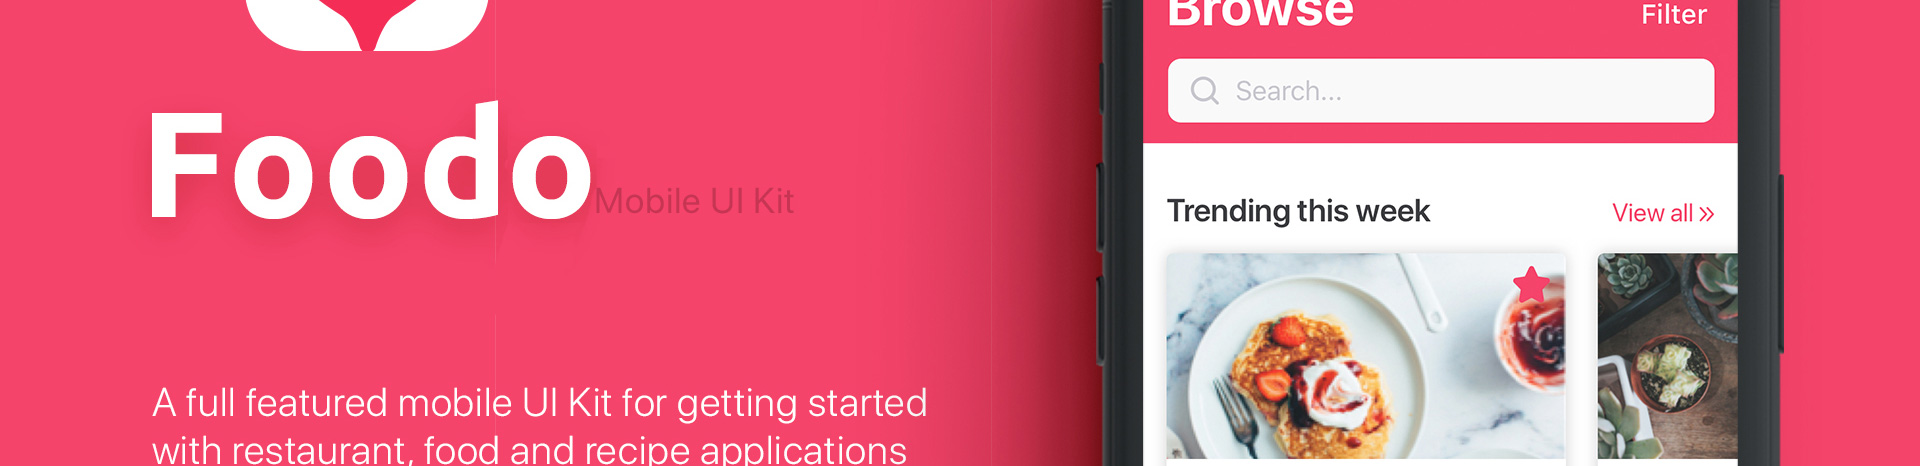 Foodo
Mobile UI Kit
A full featured mobile UI Kit for getting started
with restaurant, food and recipe applications
Browse
Filter
Search...
Trending this week
View all »